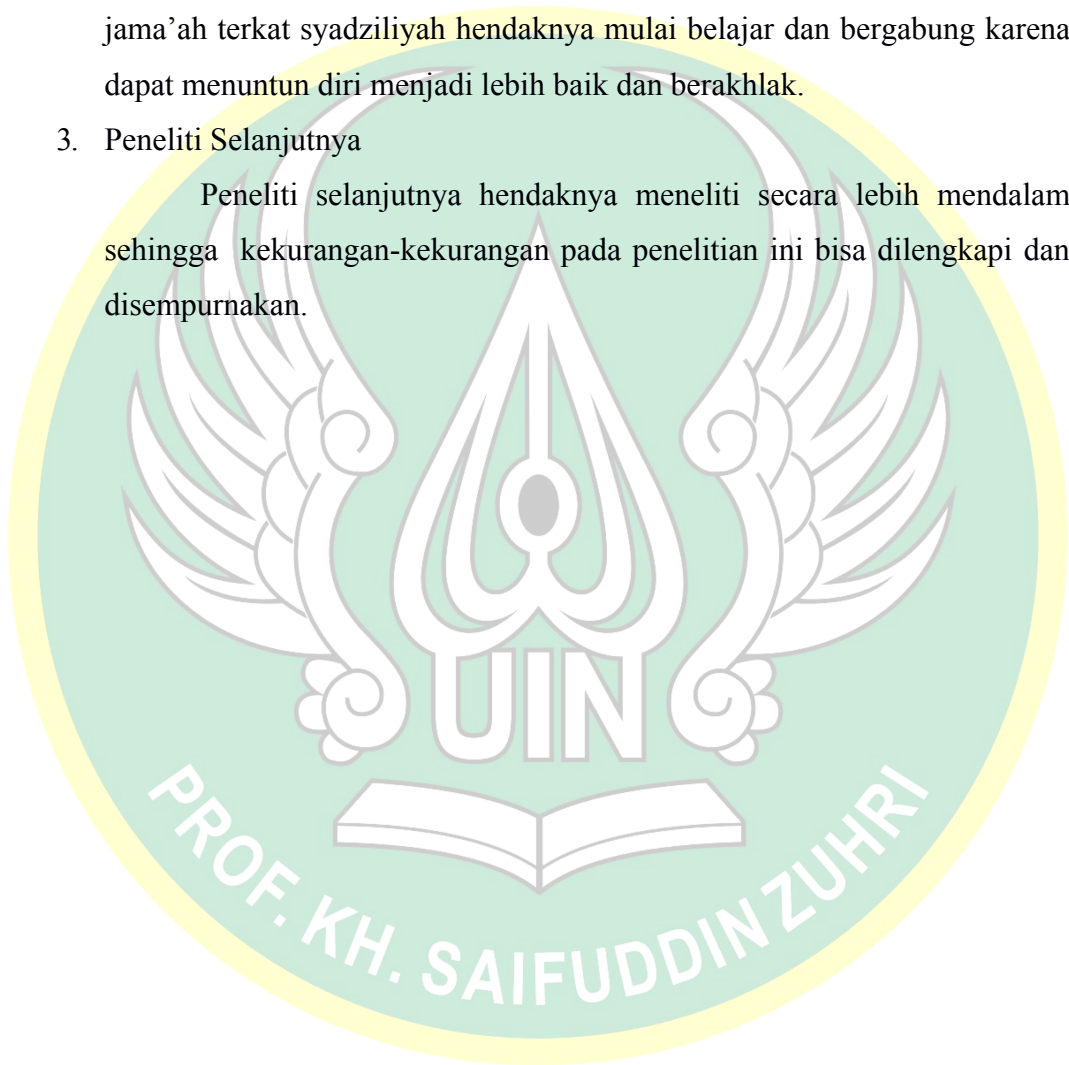 jama’ah terkat syadziliyah hendaknya mulai belajar dan bergabung karena
dapat menuntun diri menjadi lebih baik dan berakhlak.
3. Peneliti Selanjutnya
Peneliti selanjutnya hendaknya meneliti secara lebih mendalam
sehingga kekurangan-kekurangan pada penelitian ini bisa dilengkapi dan
disempurnakan.
UIN
PROF. KH. SAIFUDDIN ZUHRI